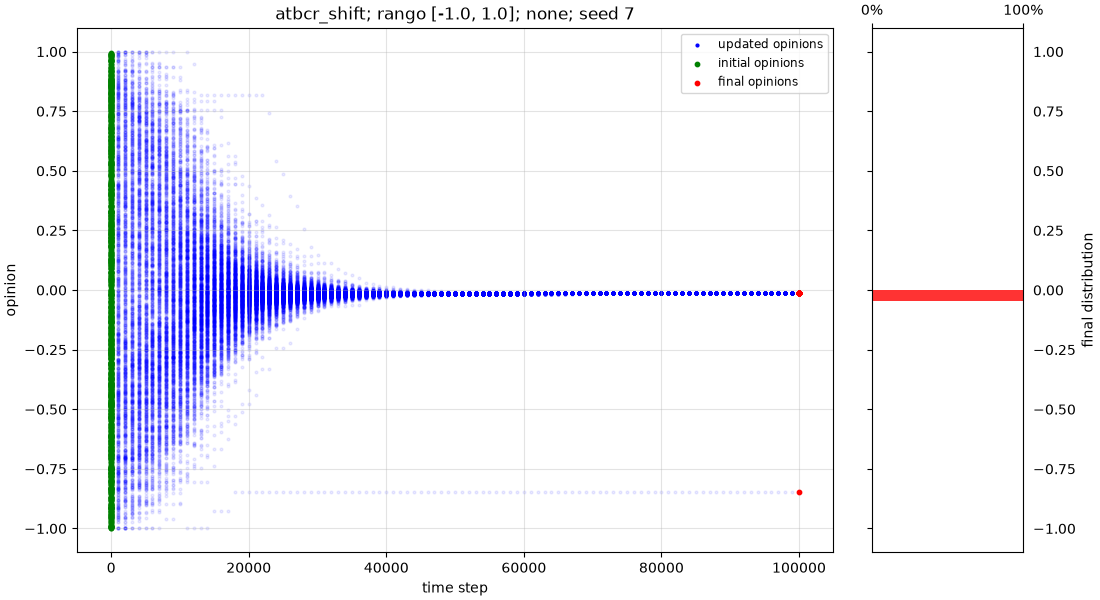 atbcr_shift; rango [-1.0, 1.0]; none; seed 7
0% 100%
updated opinions
initial opinions
final opinions
1.00
0.75
0.50
0.25
0.00
−0.25
−0.50
−0.75
−1.00
opinion
0 20000 40000 60000 80000 100000
time step
1.00
0.75
0.50
0.25
0.00
−0.25
−0.50
−0.75
−1.00
final distribution